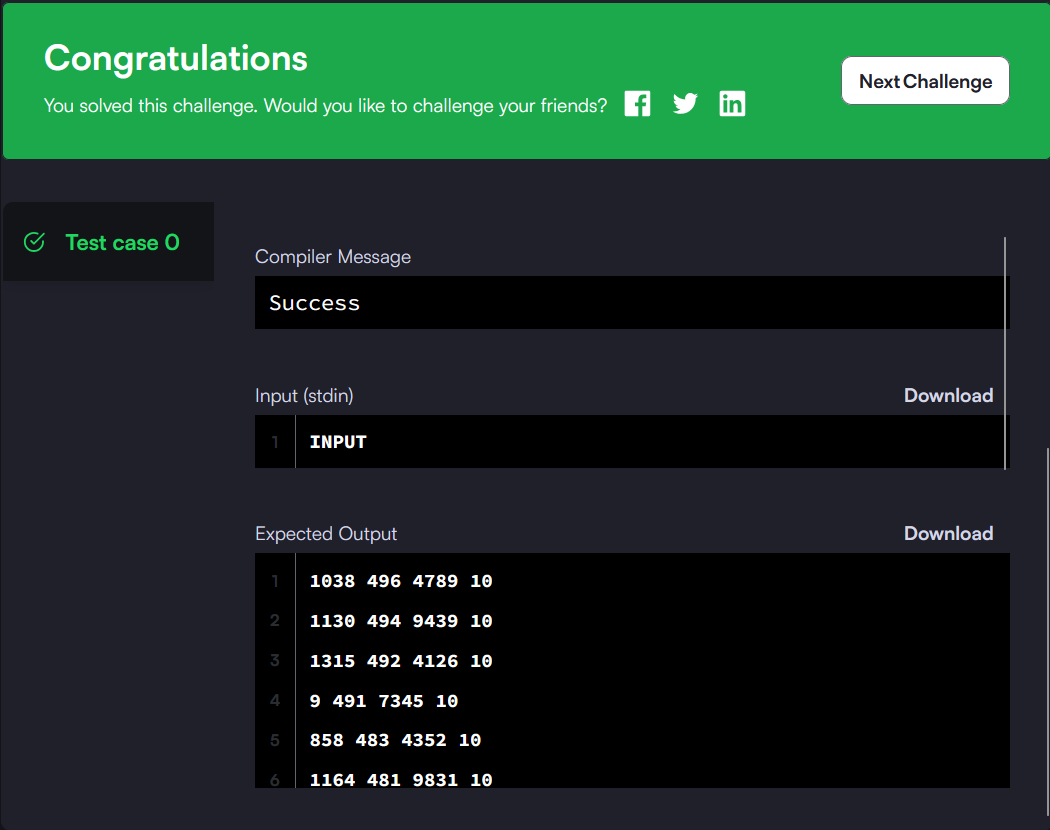 Congratulations
You solved this challenge. Would you like to challenge your friends?
Next Challenge
Test case 0
Compiler Message
Success
Input (stdin)
Download
1 INPUT
Expected Output
Download
1 1038 496 4789 10
2 1130 494 9439 10
3 1315 492 4126 10
4 9 491 7345 10
5 858 483 4352 10
6 1164 481 9831 10